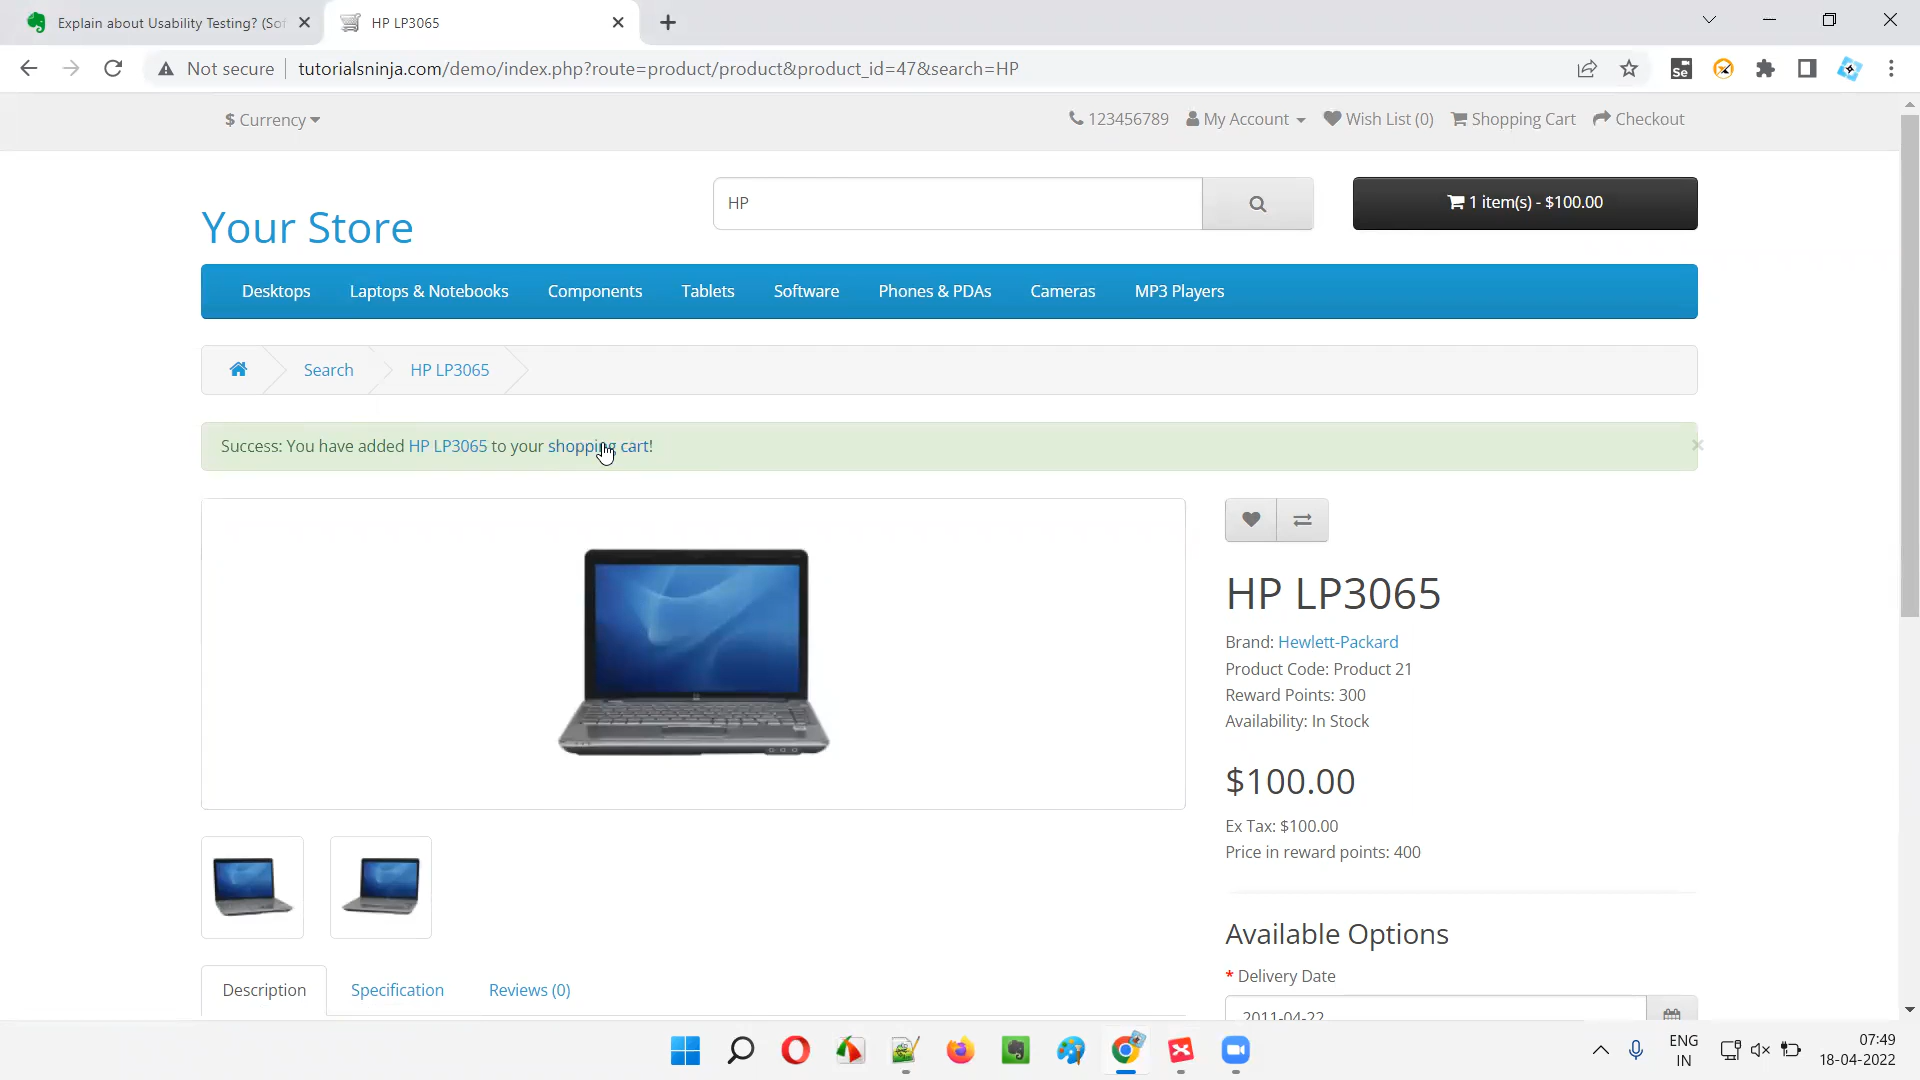 Explain about Usability Testing? (Sof
HP LP3065
Not secure
tutorialsninja.com/demo/index.php?route=product/product&product_id=47&search=HP
Se
$ Currency
123456789
My Account
Wish List (0)
Shopping Cart
Checkout
Your Store
HP
1 item(s) - $100.00
Desktops
Laptops & Notebooks
Components
Tablets
Software
Phones & PDAs
Cameras
MP3 Players
Search
HP LP3065
Success: You have added HP LP3065 to your shopping cart!
HP LP3065
Brand: Hewlett-Packard
Product Code: Product 21
Reward Points: 300
Availability: In Stock
$100.00
Ex Tax: $100.00
Price in reward points: 400
Available Options
* Delivery Date
2011-04-22
Description
Specification
Reviews (0)
ENG
IN
07:49
18-04-2022